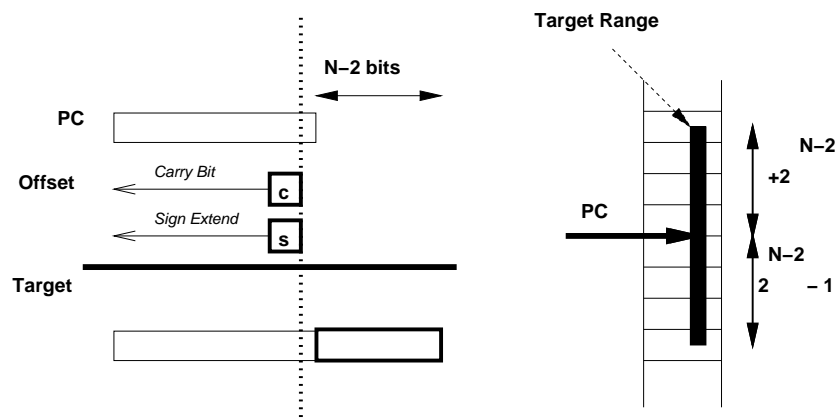 Target Range
N−2 bits
PC
Carry Bit
Offset
c
Sign Extend
s
Target
N−2
+2
PC
N−2
2 − 1